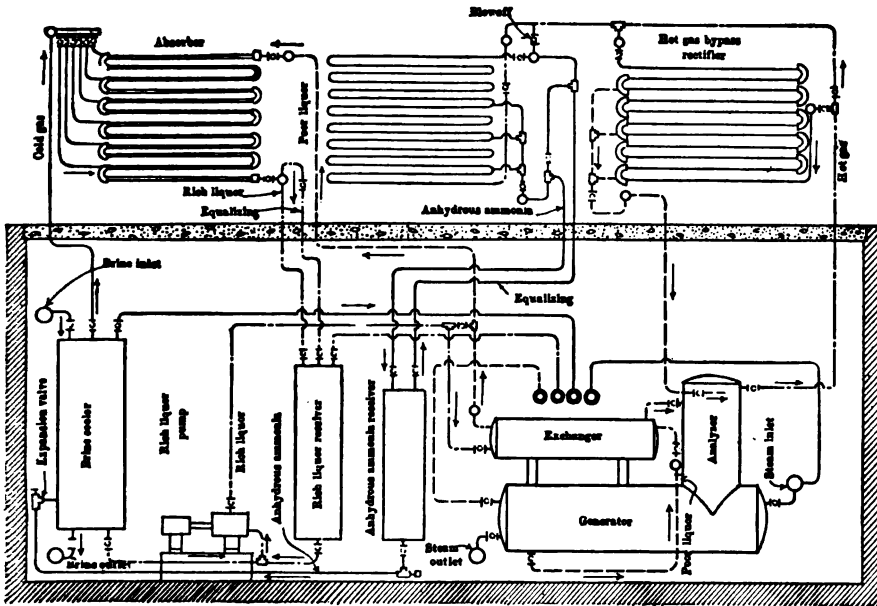 Blowoff
Absorber
Hot gas bypass
rectifier
Cold gas
Poor liquor
Hot gas
Rich liquor
Equalizing
Anhydrous ammonia
Brine inlet
Equalizing
Expansion valve
Brine cooler
Rich liquor
pump
Rich liquor
Anhydrous ammonia
Rich liquor receiver
Anhydrous ammonia receiver
Exchanger
Analyzer
Steam inlet
Generator
Poor liquor
Steam
outlet
Brine outlet